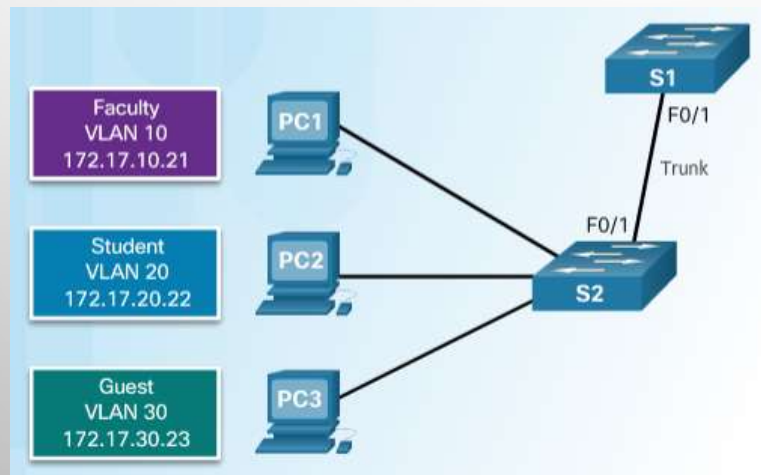 Faculty
VLAN 10
172.17.10.21
PC1
S1
F0/1
Trunk
Student
VLAN 20
172.17.20.22
PC2
F0/1
S2
Guest
VLAN 30
172.17.30.23
PC3